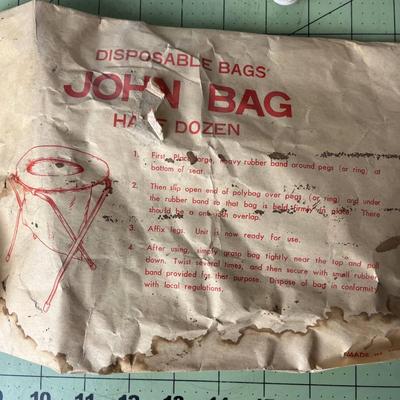 DISPOSABLE BAGS'
JOHN BAG
HALF DOZEN
1. First, Place large, heavy rubber band around pegs (or ring) at
bottom of seat.
2. Then slip open end of polybag over pegs (or ring) and under
the rubber band so that bag is held firmly in place. There
should be a one-inch overlap.
3. Affix legs. Unit is now ready for use.
4. After using, simply grasp bag tightly near the top and pull
down. Twist several times, and then secure with small rubber
band provided for that purpose. Dispose of bag in conformity
with local regulations.
MADE
9 10 11 12 13 14 15